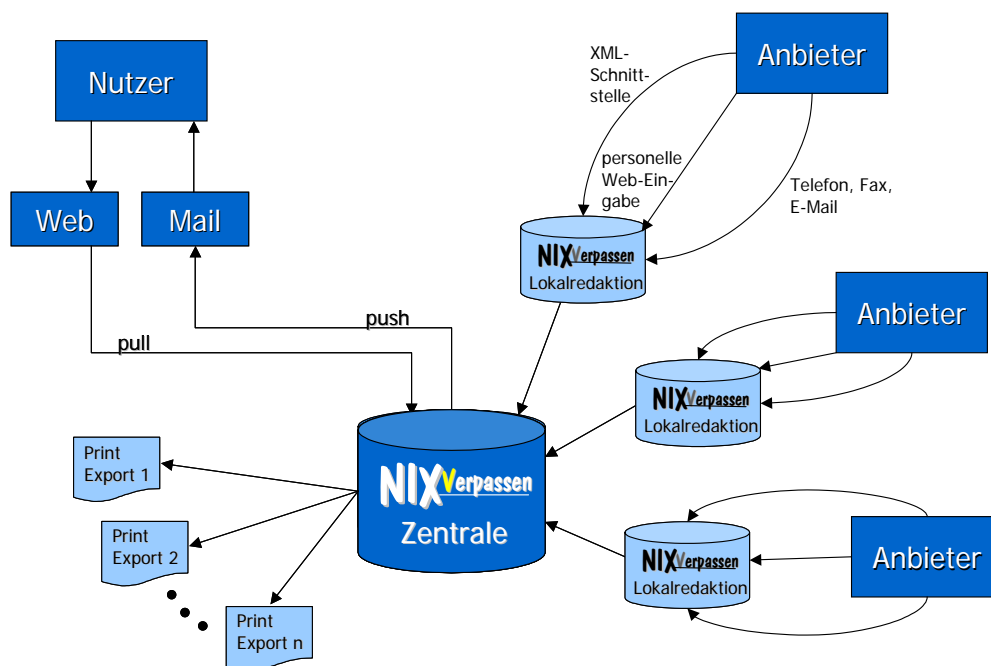 Nutzer
Web
Mail
pull
push
XML-
Schnitt-
stelle
personelle
Web-Ein-
gabe
Telefon, Fax,
E-Mail
Anbieter
NIXVerpassen
Lokalredaktion
Anbieter
NIXVerpassen
Lokalredaktion
Anbieter
NIXVerpassen
Lokalredaktion
NIXVerpassen
Zentrale
Print
Export 1
Print
Export 2
Print
Export n